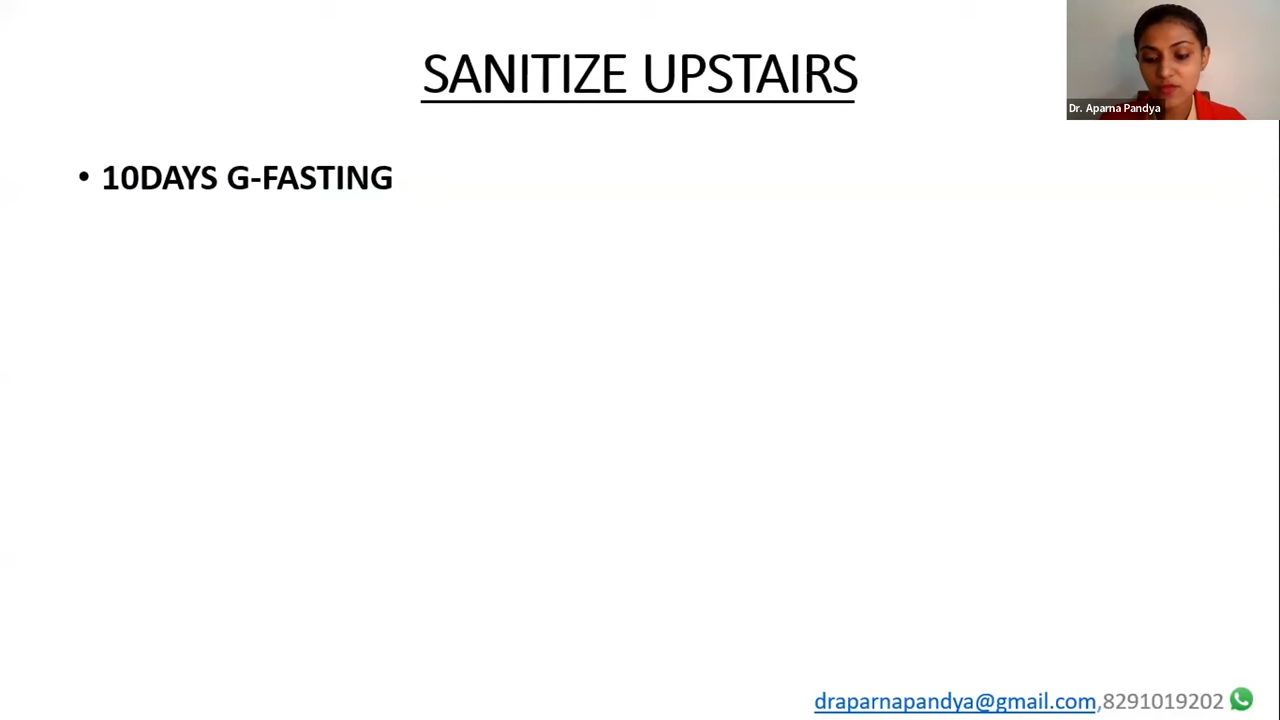 SANITIZE UPSTAIRS
Dr. Aparna Pandya
• 10DAYS G-FASTING
draparnapandya@gmail.com,8291019202